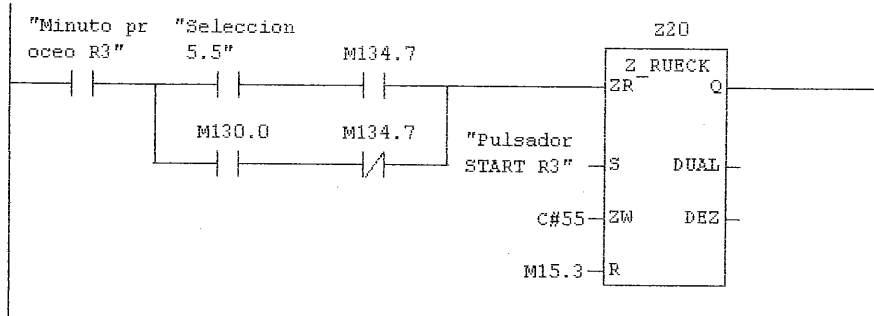 "Minuto pr
oceo R3"
"Seleccion
5.5"
M134.7
Z20
Z_RUECK
ZR
Q
M130.0
M134.7
"Pulsador
START R3"
S
DUAL
C#55
ZW
DEZ
M15.3
R